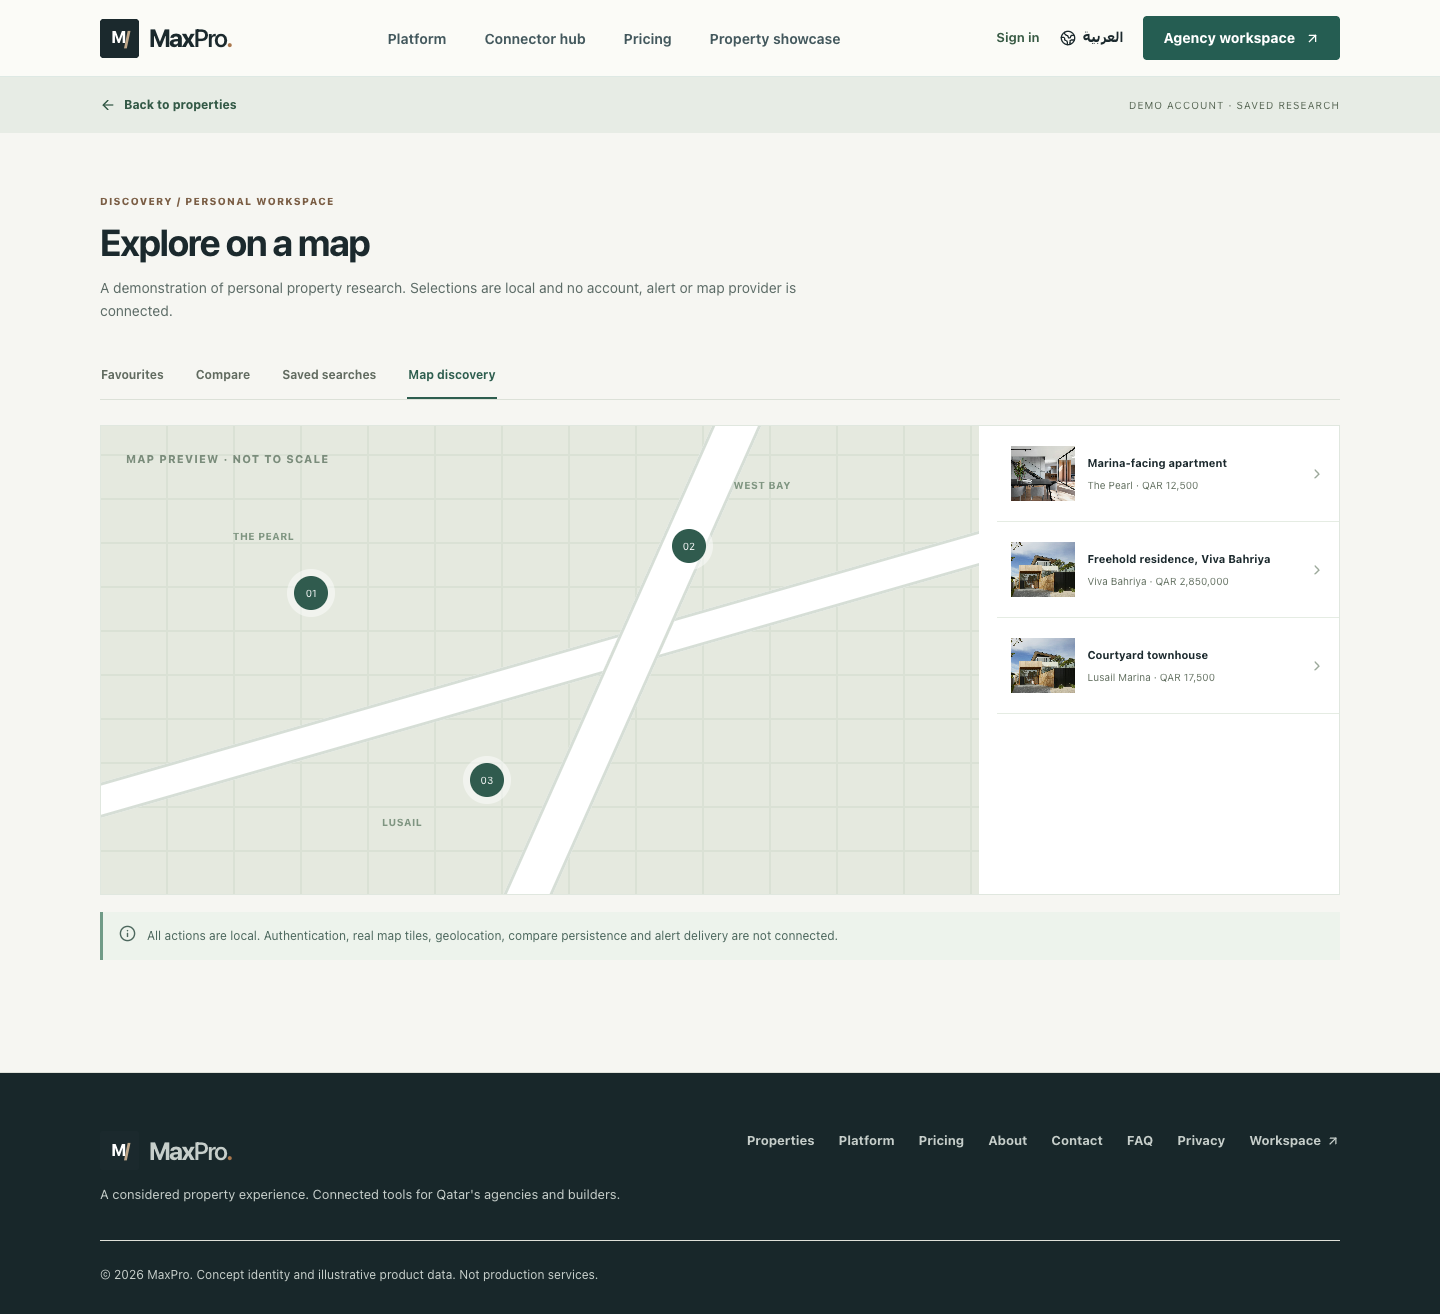 M/ MaxPro.
Platform Connector hub Pricing Property showcase
Sign in العربية Agency workspace
Back to properties
DEMO ACCOUNT · SAVED RESEARCH
DISCOVERY / PERSONAL WORKSPACE
Explore on a map
A demonstration of personal property research. Selections are local and no account, alert or map provider is
connected.
Favourites Compare Saved searches Map discovery
MAP PREVIEW · NOT TO SCALE
WEST BAY
THE PEARL
02
01
03
LUSAIL
Marina-facing apartment
The Pearl · QAR 12,500
Freehold residence, Viva Bahriya
Viva Bahriya · QAR 2,850,000
Courtyard townhouse
Lusail Marina · QAR 17,500
All actions are local. Authentication, real map tiles, geolocation, compare persistence and alert delivery are not connected.
M/ MaxPro.
Properties Platform Pricing About Contact FAQ Privacy Workspace
A considered property experience. Connected tools for Qatar's agencies and builders.
© 2026 MaxPro. Concept identity and illustrative product data. Not production services.